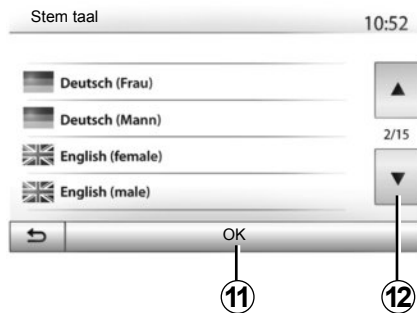 Stem taal
10:52
Deutsch (Frau)
Deutsch (Mann)
2/15
English (female)
English (male)
OK
11
12